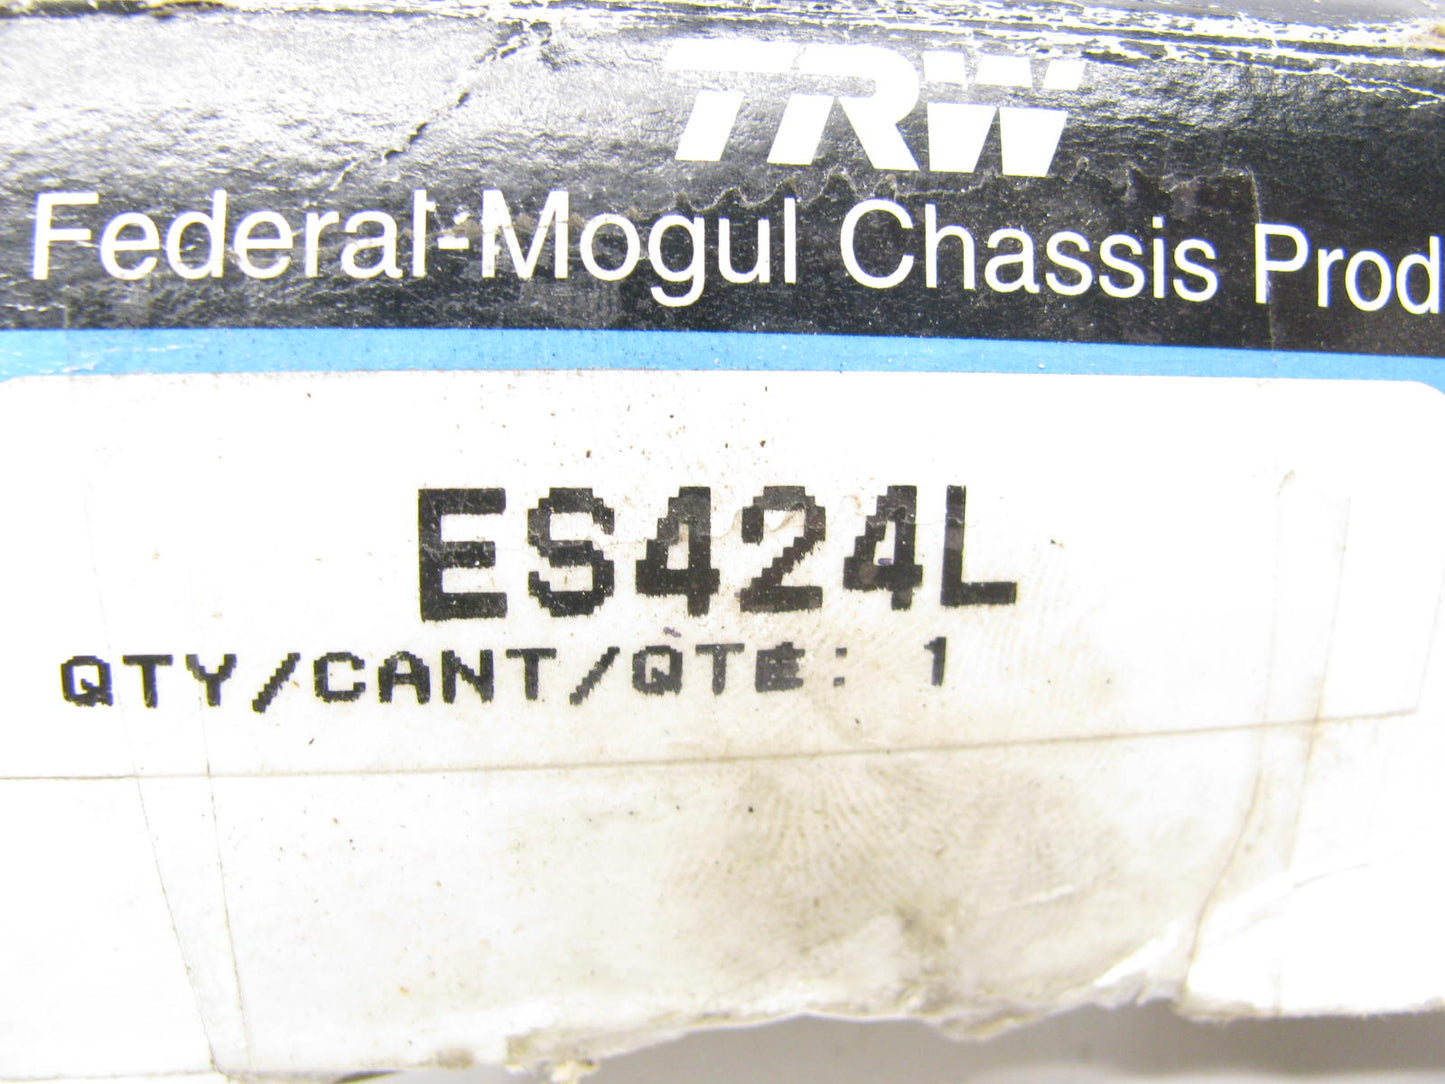 TRW
Federal-Mogul Chassis Prod
ES424L
QTY/CANT/QTE: 1